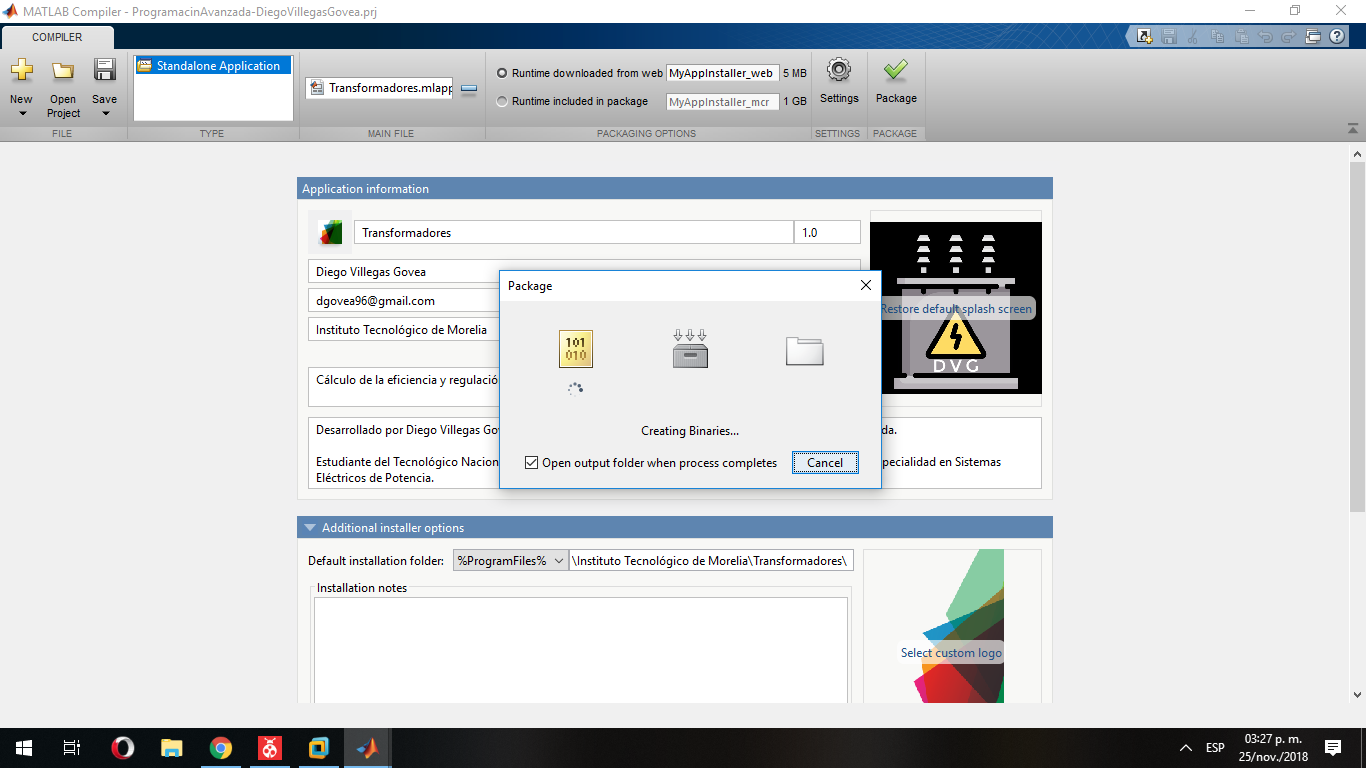 MATLAB Compiler - ProgramacinAvanzada-DiegoVillegasGovea.prj
COMPILER
New
Open Project
Save
FILE
Standalone Application
TYPE
Transformadores.mlapp
MAIN FILE
Runtime downloaded from web MyAppInstaller_web 5 MB
Runtime included in package MyAppInstaller_mcr 1 GB
PACKAGING OPTIONS
Settings
SETTINGS
Package
PACKAGE
Application information
Transformadores 1.0
Diego Villegas Govea
dgovea96@gmail.com
Instituto Tecnológico de Morelia
Cálculo de la eficiencia y regulació
Desarrollado por Diego Villegas Go da.
Estudiante del Tecnológico Nacion pecialidad en Sistemas
Eléctricos de Potencia.
Restore default splash screen
DVG
Package
101
010
Creating Binaries...
Open output folder when process completes
Cancel
Additional installer options
Default installation folder: %ProgramFiles% \Instituto Tecnológico de Morelia\Transformadores\
Installation notes
Select custom logo
ESP
03:27 p. m.
25/nov./2018